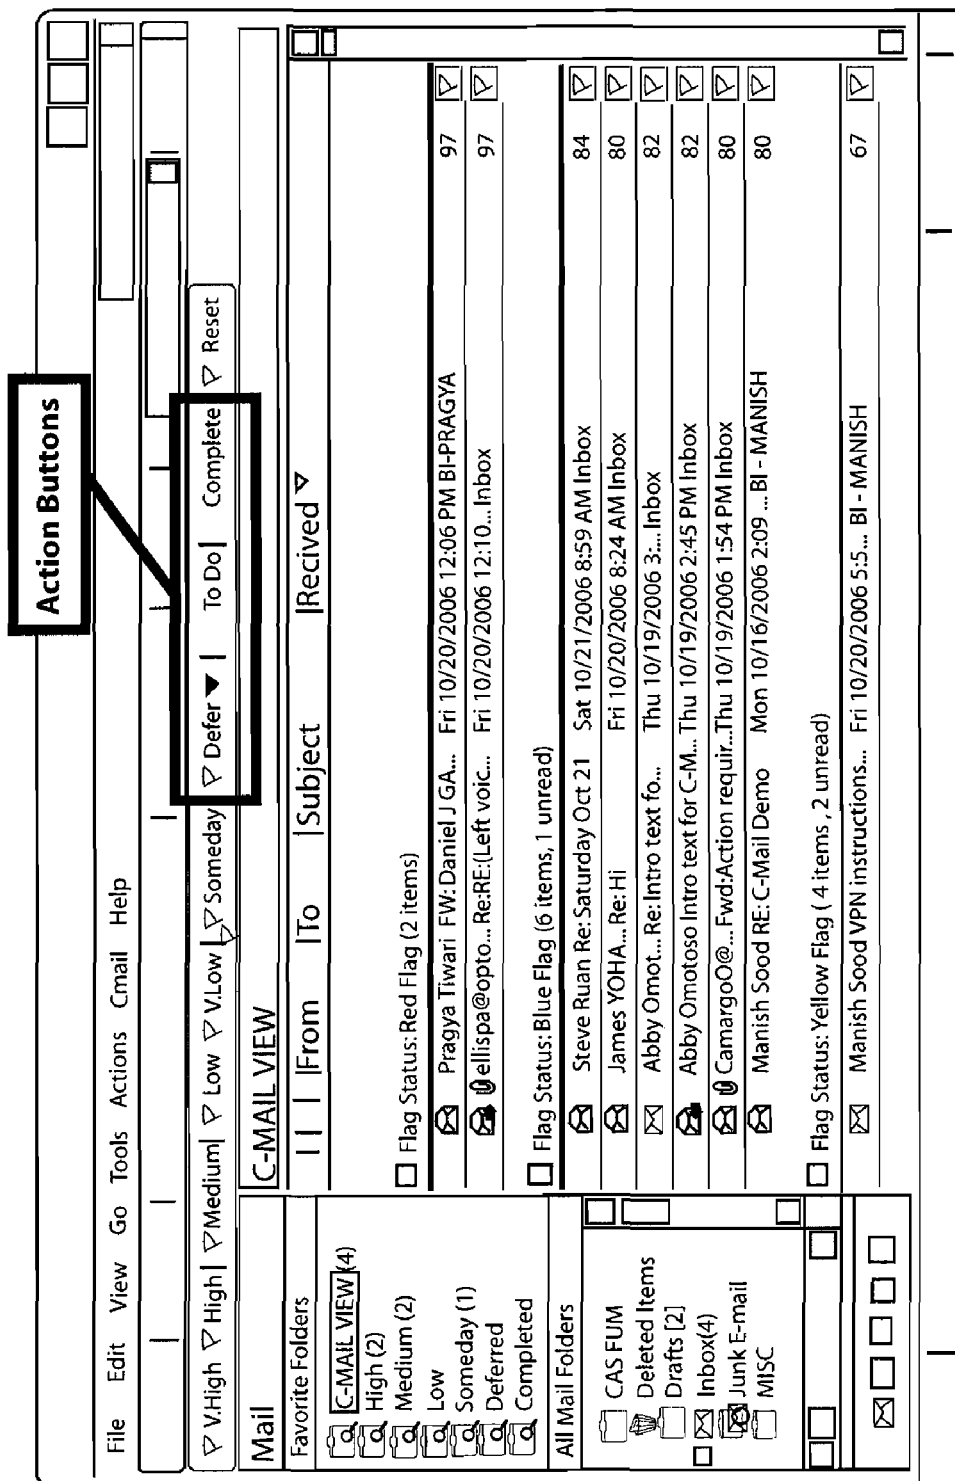 Action Buttons
File Edit View Go Tools Actions Cmail Help
V.High High | Medium | Low V.Low | Someday Defer | To Do | Complete Reset
Mail
C-MAIL VIEW
Favorite Folders
C-MAIL VIEW (4)
High (2)
Medium (2)
Low
Someday (1)
Deferred
Completed
All Mail Folders
CAS FUM
Deleted Items
Drafts [2]
Inbox(4)
Junk E-mail
MISC
| | | From | To | Subject | Recived
Flag Status: Red Flag (2 items)
Pragya Tiwari FW: Daniel J GA... Fri 10/20/2006 12:06 PM BI-PRAGYA 97
ellispa@opto... Re:RE:(Left voic... Fri 10/20/2006 12:10... Inbox 97
Flag Status: Blue Flag (6 items, 1 unread)
Steve Ruan Re: Saturday Oct 21 Sat 10/21/2006 8:59 AM Inbox 84
James YOHA... Re: Hi Fri 10/20/2006 8:24 AM Inbox 80
Abby Omot... Re: Intro text fo... Thu 10/19/2006 3:... Inbox 82
Abby Omotoso Intro text for C-M... Thu 10/19/2006 2:45 PM Inbox 82
CamargoO@... Fwd:Action requir...Thu 10/19/2006 1:54 PM Inbox 80
Manish Sood RE: C-Mail Demo Mon 10/16/2006 2:09 ... BI - MANISH 80
Flag Status: Yellow Flag ( 4 items , 2 unread)
Manish Sood VPN instructions... Fri 10/20/2006 5:5... BI - MANISH 67